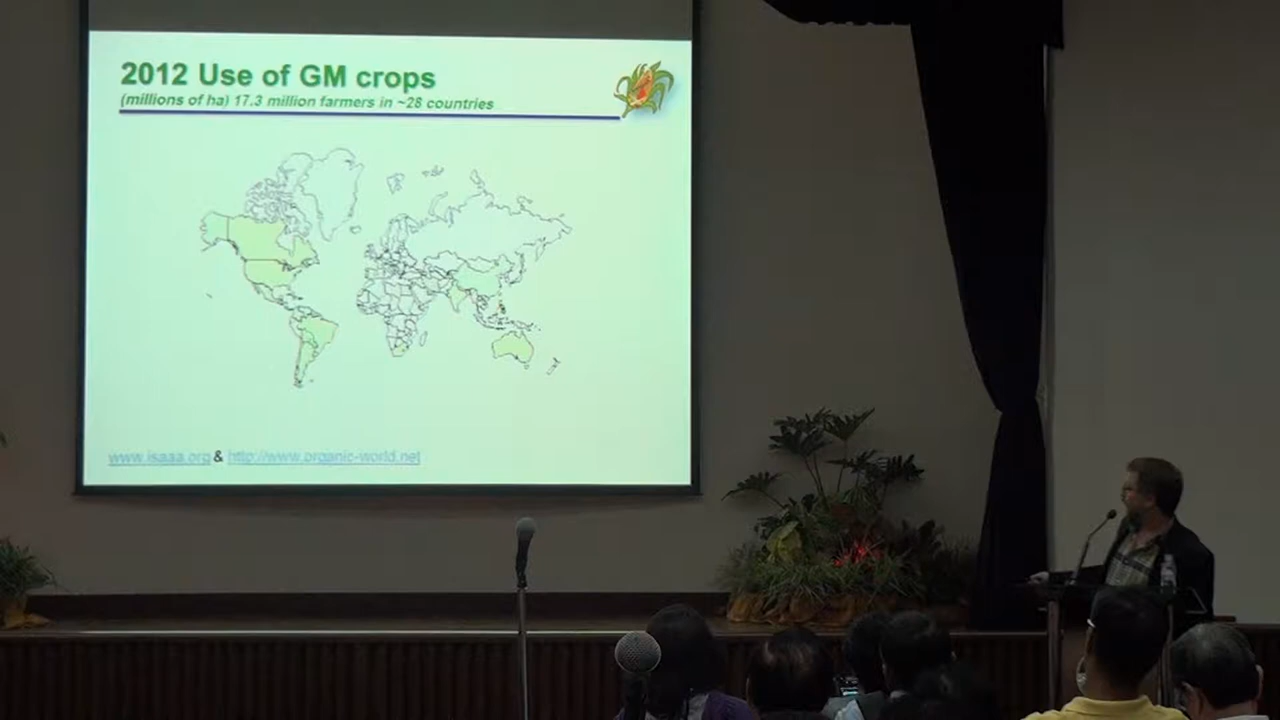 2012 Use of GM crops
(millions of ha) 17.3 million farmers in ~28 countries
www.isaaa.org & http://www.organic-world.net